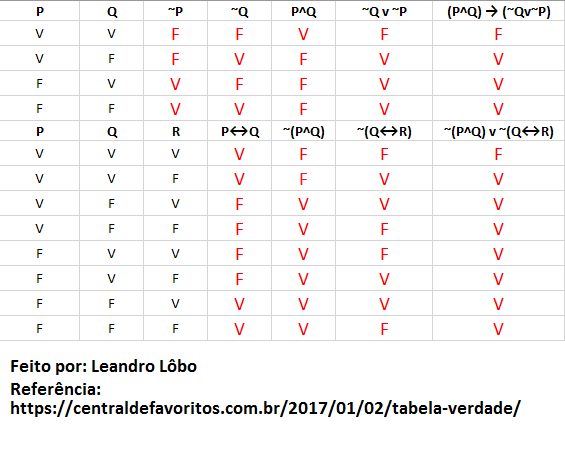 P Q ~P ~Q P^Q ~Q v ~P (P^Q) → (~Qv~P)
V V F F V F F
V F F V F V V
F V V F F V V
F F V V F V V
P Q R P↔Q ~(P^Q) ~(Q↔R) ~(P^Q) v ~(Q↔R)
V V V V F F F
V V F V F V V
V F V F V V V
V F F F V F V
F V V F V F V
F V F F V V V
F F V V V V V
F F F V V F V
Feito por: Leandro Lôbo
Referência:
https://centraldefavoritos.com.br/2017/01/02/tabela-verdade/